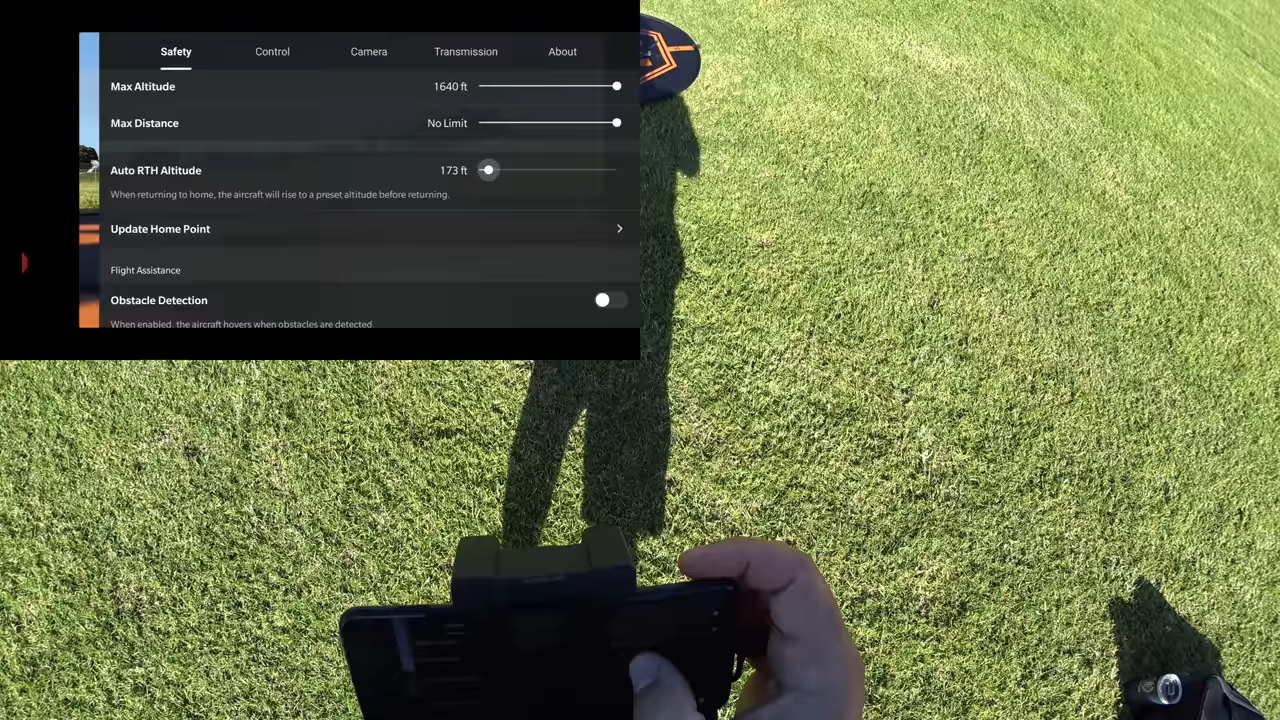 Safety Control Camera Transmission About
Max Altitude 1640 ft
Max Distance No Limit
Auto RTH Altitude 173 ft
When returning to home, the aircraft will rise to a preset altitude before returning.
Update Home Point
Flight Assistance
Obstacle Detection
When enabled, the aircraft hovers when obstacles are detected.